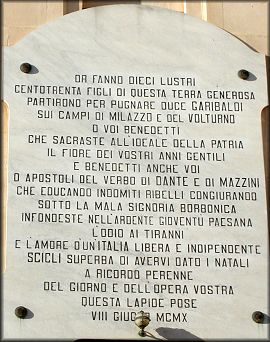 OR FANNO DIECI LUSTRI
CENTOTRENTA FIGLI DI QUESTA TERRA GENEROSA
PARTIRONO PER PUGNARE DUCE GARIBALDI
SUI CAMPI DI MILAZZO E DEL VOLTURNO
O VOI BENEDETTI
CHE SACRASTE ALL'IDEALE DELLA PATRIA
IL FIORE DEI VOSTRI ANNI GENTILI
E BENEDETTI ANCHE VOI
O APOSTOLI DEL VERBO DI DANTE E DI MAZZINI
CHE EDUCANDO INDOMITI RIBELLI CONGIURANDO
SOTTO LA MALA SIGNORIA BORBONICA
INFONDESTE NELL'ARDENTE GIOVENTU PAESANA
L'ODIO AI TIRANNI
E L'AMORE D'UN'ITALIA LIBERA E INDIPENDENTE
SCICLI SUPERBA DI AVERVI DATO I NATALI
A RICORDO PERENNE
DEL GIORNO E DELL'OPERA VOSTRA
QUESTA LAPIDE POSE
VIII GIUGNO MCMX